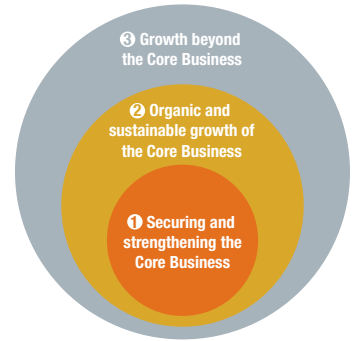 ❸ Growth beyond
the Core Business
❷ Organic and
sustainable growth of
the Core Business
❶ Securing and
strengthening the
Core Business